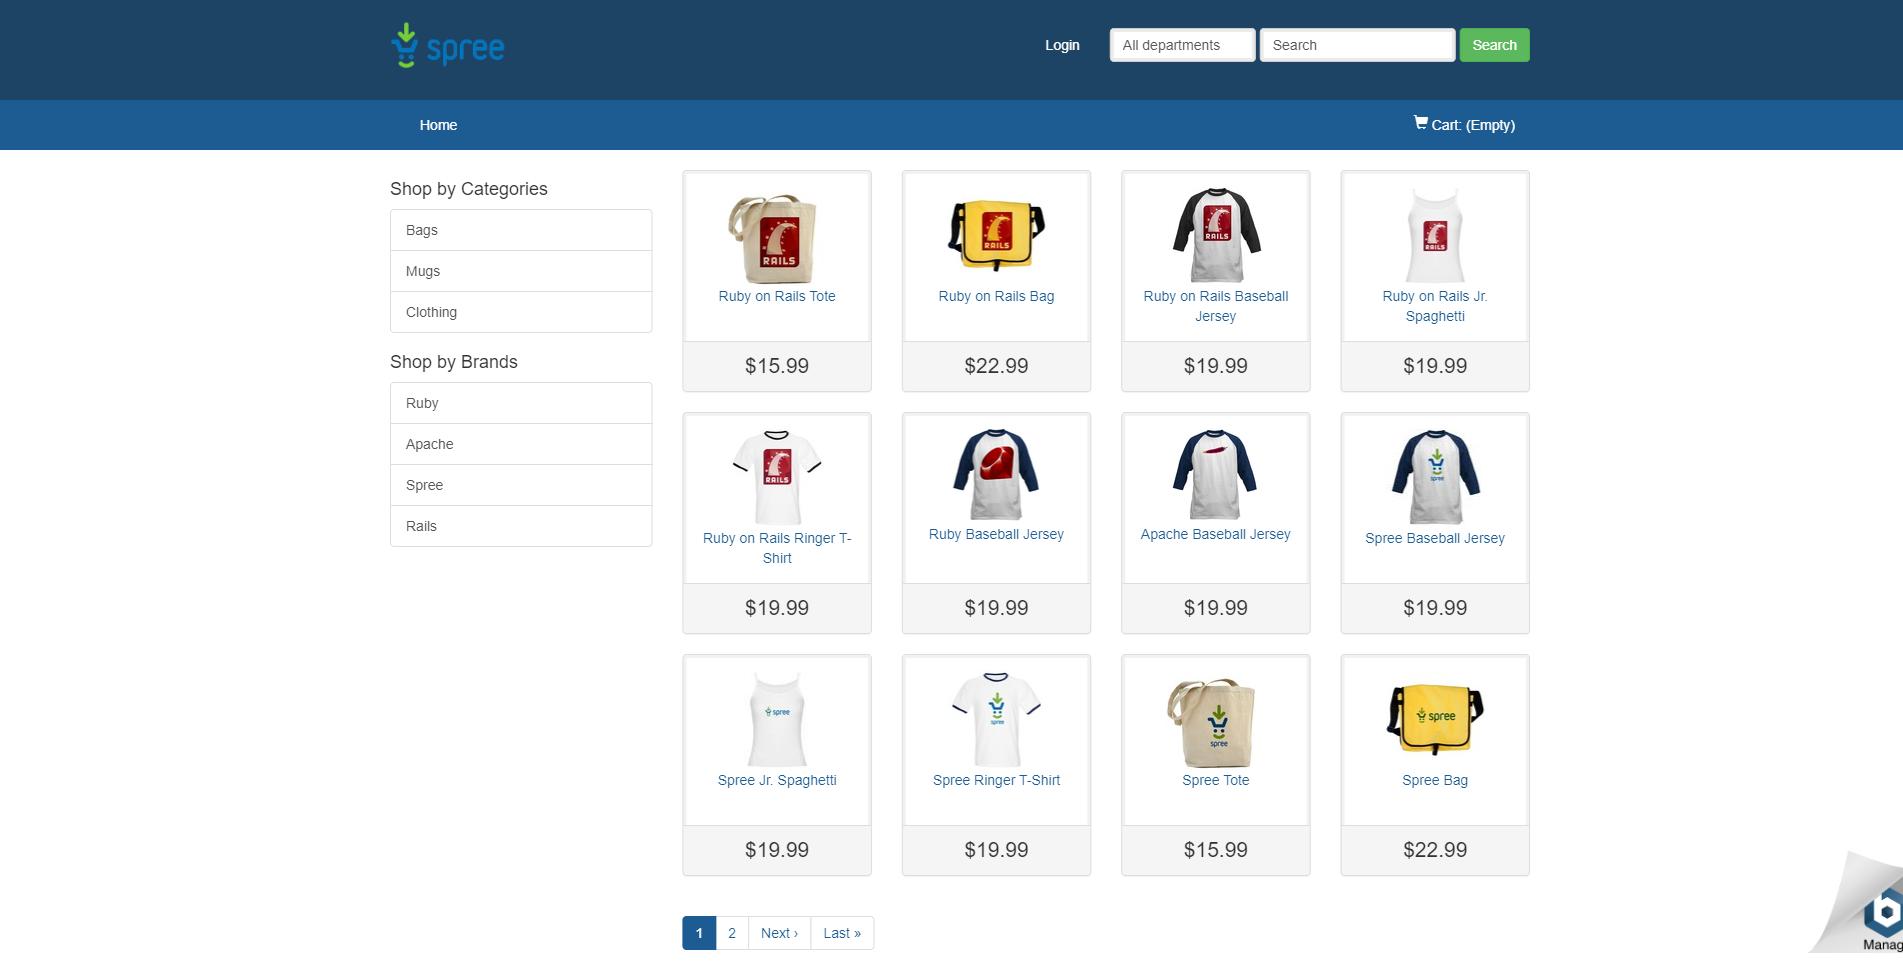 spree
Login
All departments
Search
Search
Home
Cart: (Empty)
Shop by Categories
Bags
Mugs
Clothing
Shop by Brands
Ruby
Apache
Spree
Rails
RAILS
Ruby on Rails Tote
$15.99
RAILS
Ruby on Rails Bag
$22.99
RAILS
Ruby on Rails Baseball
Jersey
$19.99
RAILS
Ruby on Rails Jr.
Spaghetti
$19.99
RAILS
Ruby on Rails Ringer T-
Shirt
$19.99
Ruby Baseball Jersey
$19.99
Apache Baseball Jersey
$19.99
spree
Spree Baseball Jersey
$19.99
spree
Spree Jr. Spaghetti
$19.99
spree
Spree Ringer T-Shirt
$19.99
spree
Spree Tote
$15.99
spree
Spree Bag
$22.99
1 2 Next › Last »
Manag